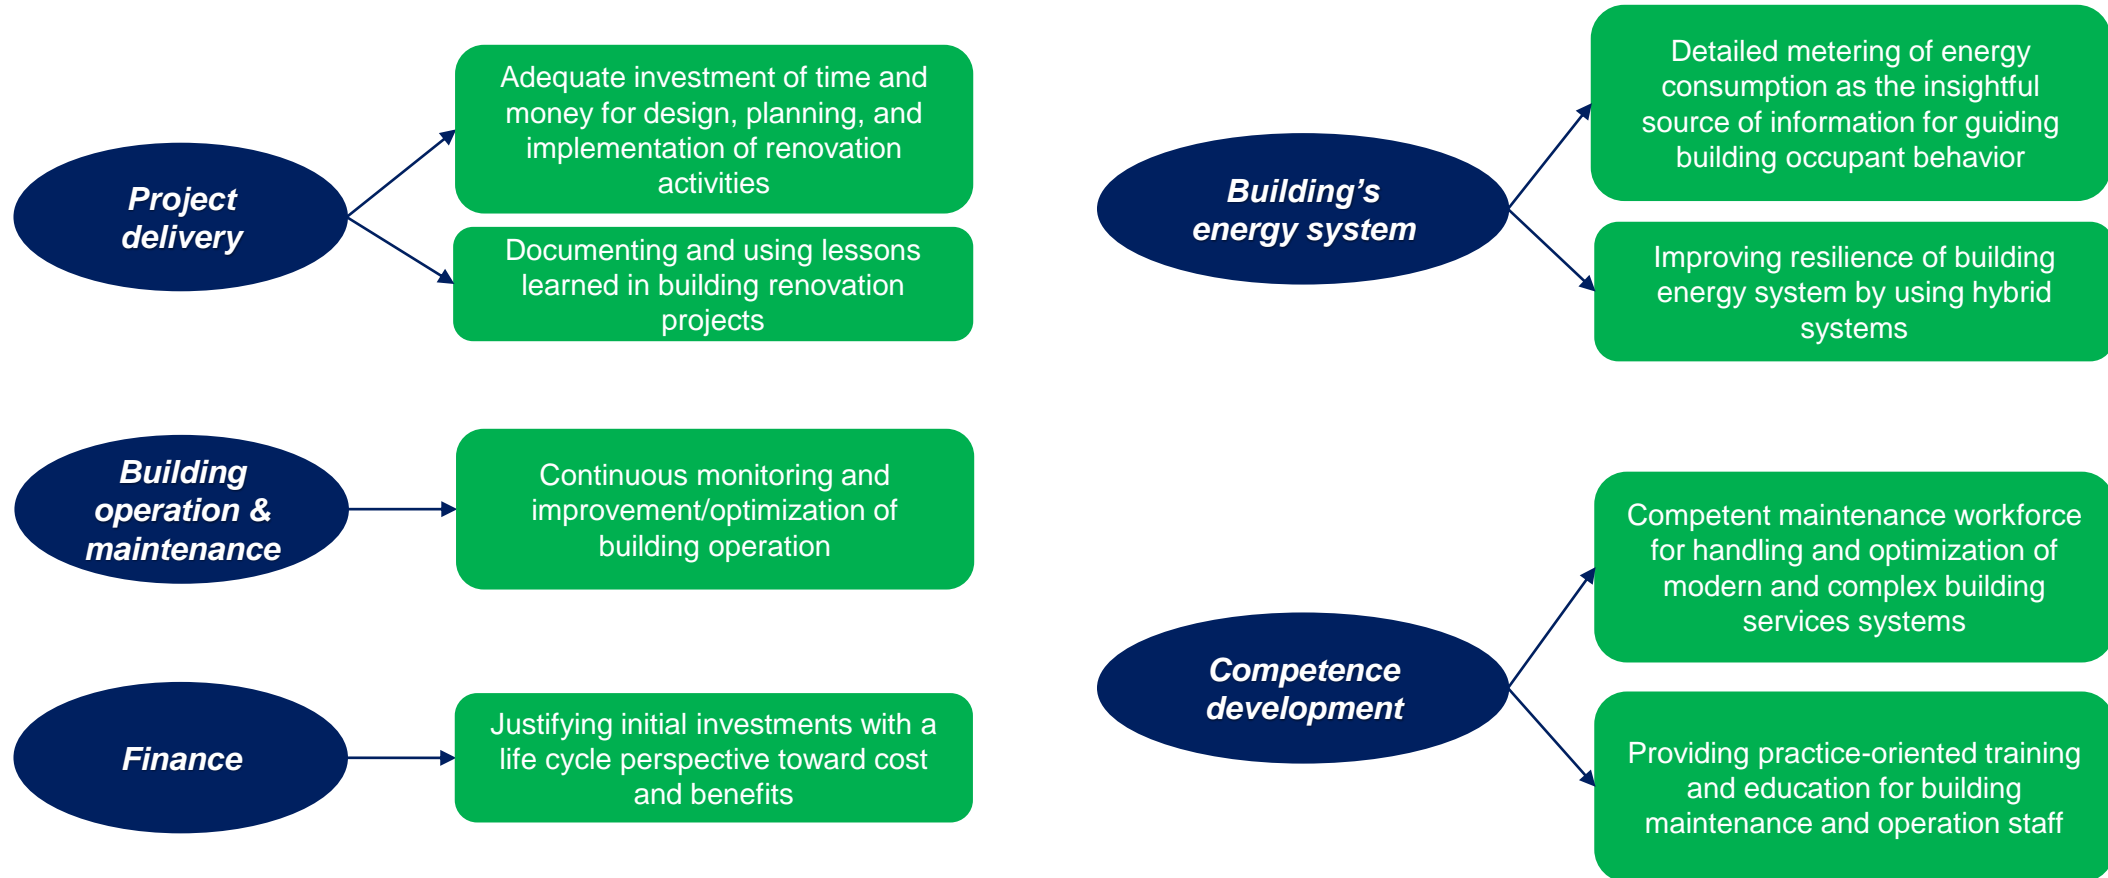 Project
delivery
Adequate investment of time and
money for design, planning, and
implementation of renovation
activities
Documenting and using lessons
learned in building renovation
projects
Building
operation &
maintenance
Continuous monitoring and
improvement/optimization of
building operation
Finance
Justifying initial investments with a
life cycle perspective toward cost
and benefits
Building’s
energy system
Detailed metering of energy
consumption as the insightful
source of information for guiding
building occupant behavior
Improving resilience of building
energy system by using hybrid
systems
Competence
development
Competent maintenance workforce
for handling and optimization of
modern and complex building
services systems
Providing practice-oriented training
and education for building
maintenance and operation staff